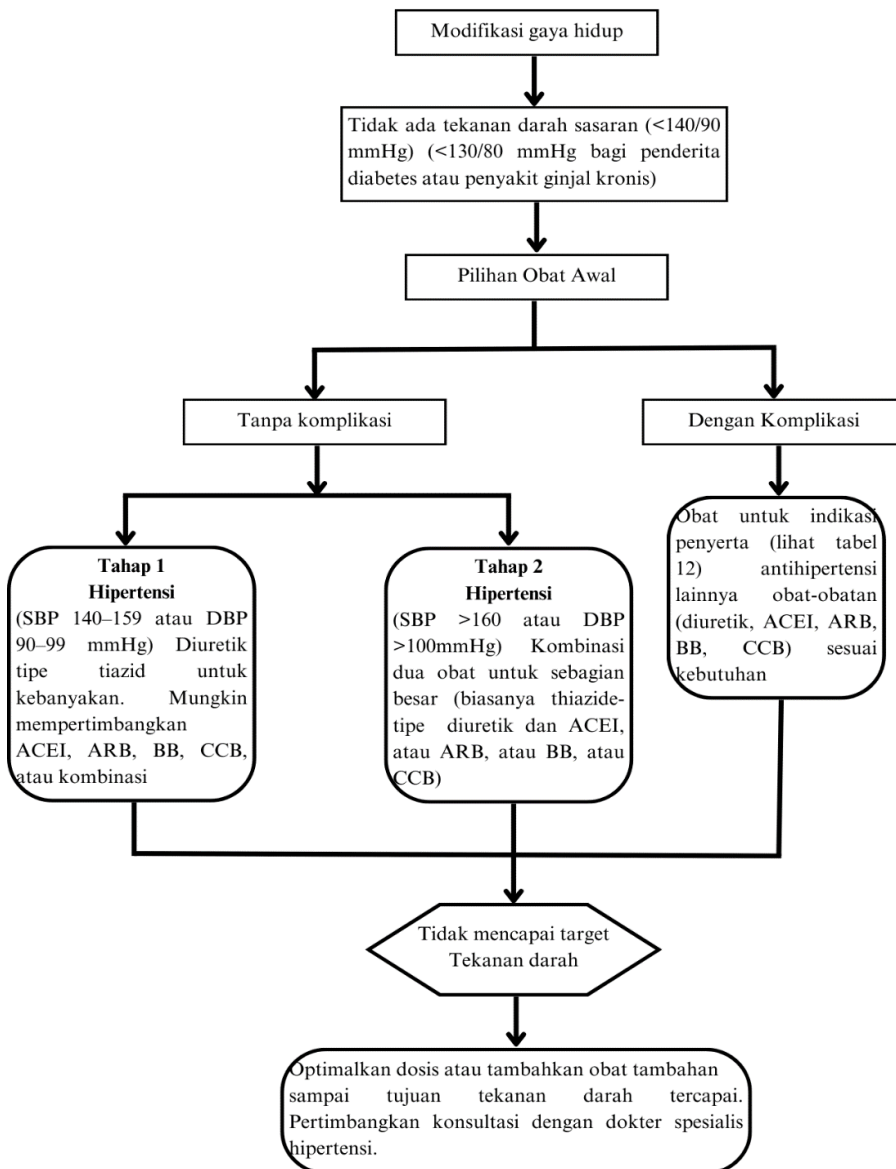 Modifikasi gaya hidup
Tidak ada tekanan darah sasaran (<140/90
mmHg) (<130/80 mmHg bagi penderita
diabetes atau penyakit ginjal kronis)
Pilihan Obat Awal
Tanpa komplikasi
Dengan Komplikasi
Tahap 1
Hipertensi
(SBP 140–159 atau DBP
90–99 mmHg) Diuretik
tipe tiazid untuk
kebanyakan. Mungkin
mempertimbangkan
ACEI, ARB, BB, CCB,
atau kombinasi
Tahap 2
Hipertensi
(SBP >160 atau DBP
>100mmHg) Kombinasi
dua obat untuk sebagian
besar (biasanya thiazide-
tipe diuretik dan ACEI,
atau ARB, atau BB, atau
CCB)
Obat untuk indikasi
penyerta (lihat tabel
12) antihipertensi
lainnya obat-obatan
(diuretik, ACEI, ARB,
BB, CCB) sesuai
kebutuhan
Tidak mencapai target
Tekanan darah
Optimalkan dosis atau tambahkan obat tambahan
sampai tujuan tekanan darah tercapai.
Pertimbangkan konsultasi dengan dokter spesialis
hipertensi.